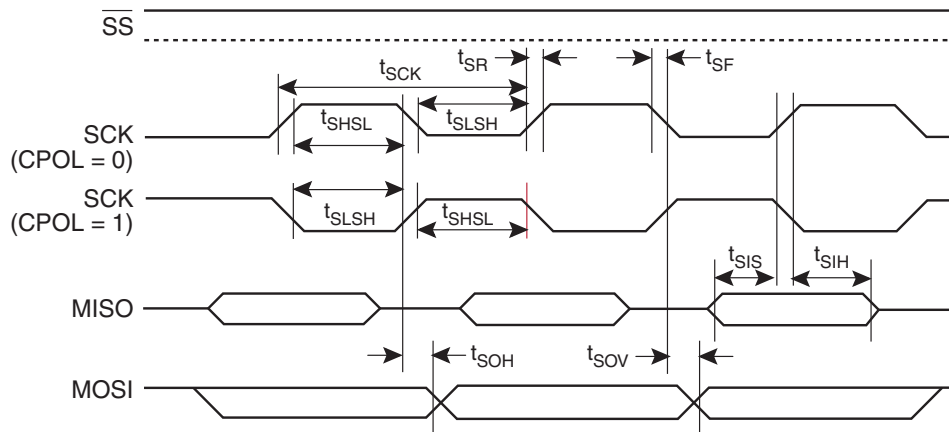 SS
tSCK
tSR
tSF
tSHSL
tSLSH
SCK
(CPOL = 0)
SCK
(CPOL = 1)
tSLSH
tSHSL
tSIS
tSIH
MISO
tSOH
tSOV
MOSI